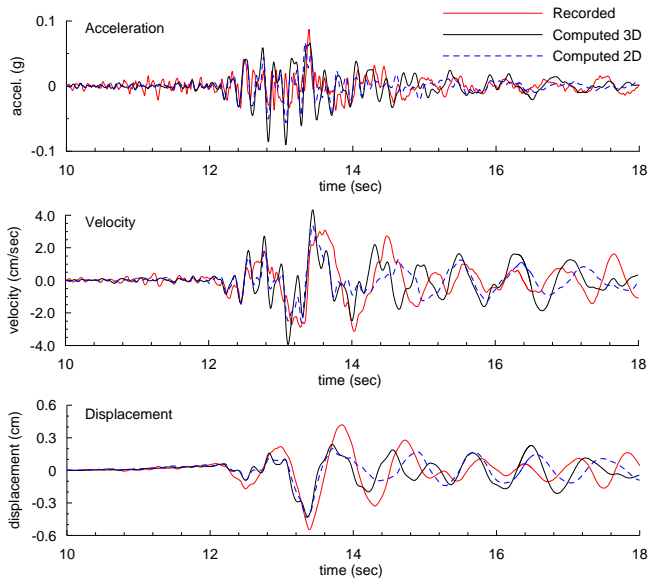 Recorded
Computed 3D
Computed 2D
Acceleration
accel. (g)
0.1
0
-0.1
10 12 14 16 18
time (sec)
Velocity
velocity (cm/sec)
4.0
2.0
0.0
-2.0
-4.0
10 12 14 16 18
time (sec)
Displacement
displacement (cm)
0.6
0.3
0
-0.3
-0.6
10 12 14 16 18
time (sec)